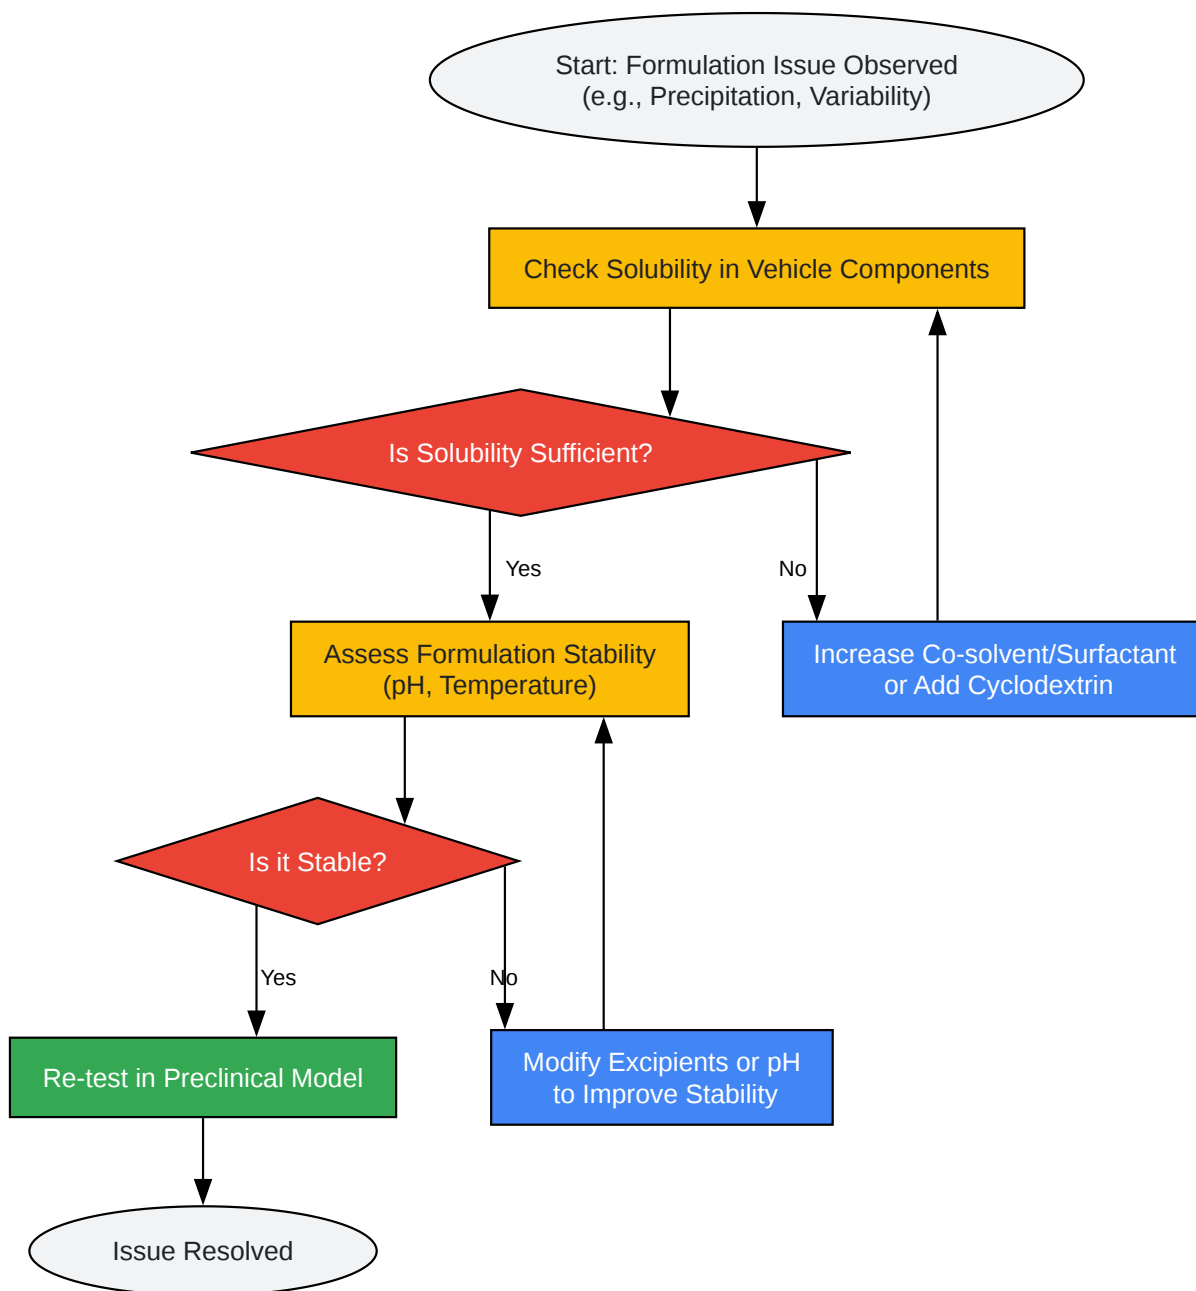 Start: Formulation Issue Observed
(e.g., Precipitation, Variability)
Check Solubility in Vehicle Components
Is Solubility Sufficient?
Yes
No
Assess Formulation Stability
(pH, Temperature)
Increase Co-solvent/Surfactant
or Add Cyclodextrin
Is it Stable?
Yes
No
Re-test in Preclinical Model
Modify Excipients or pH
to Improve Stability
Issue Resolved